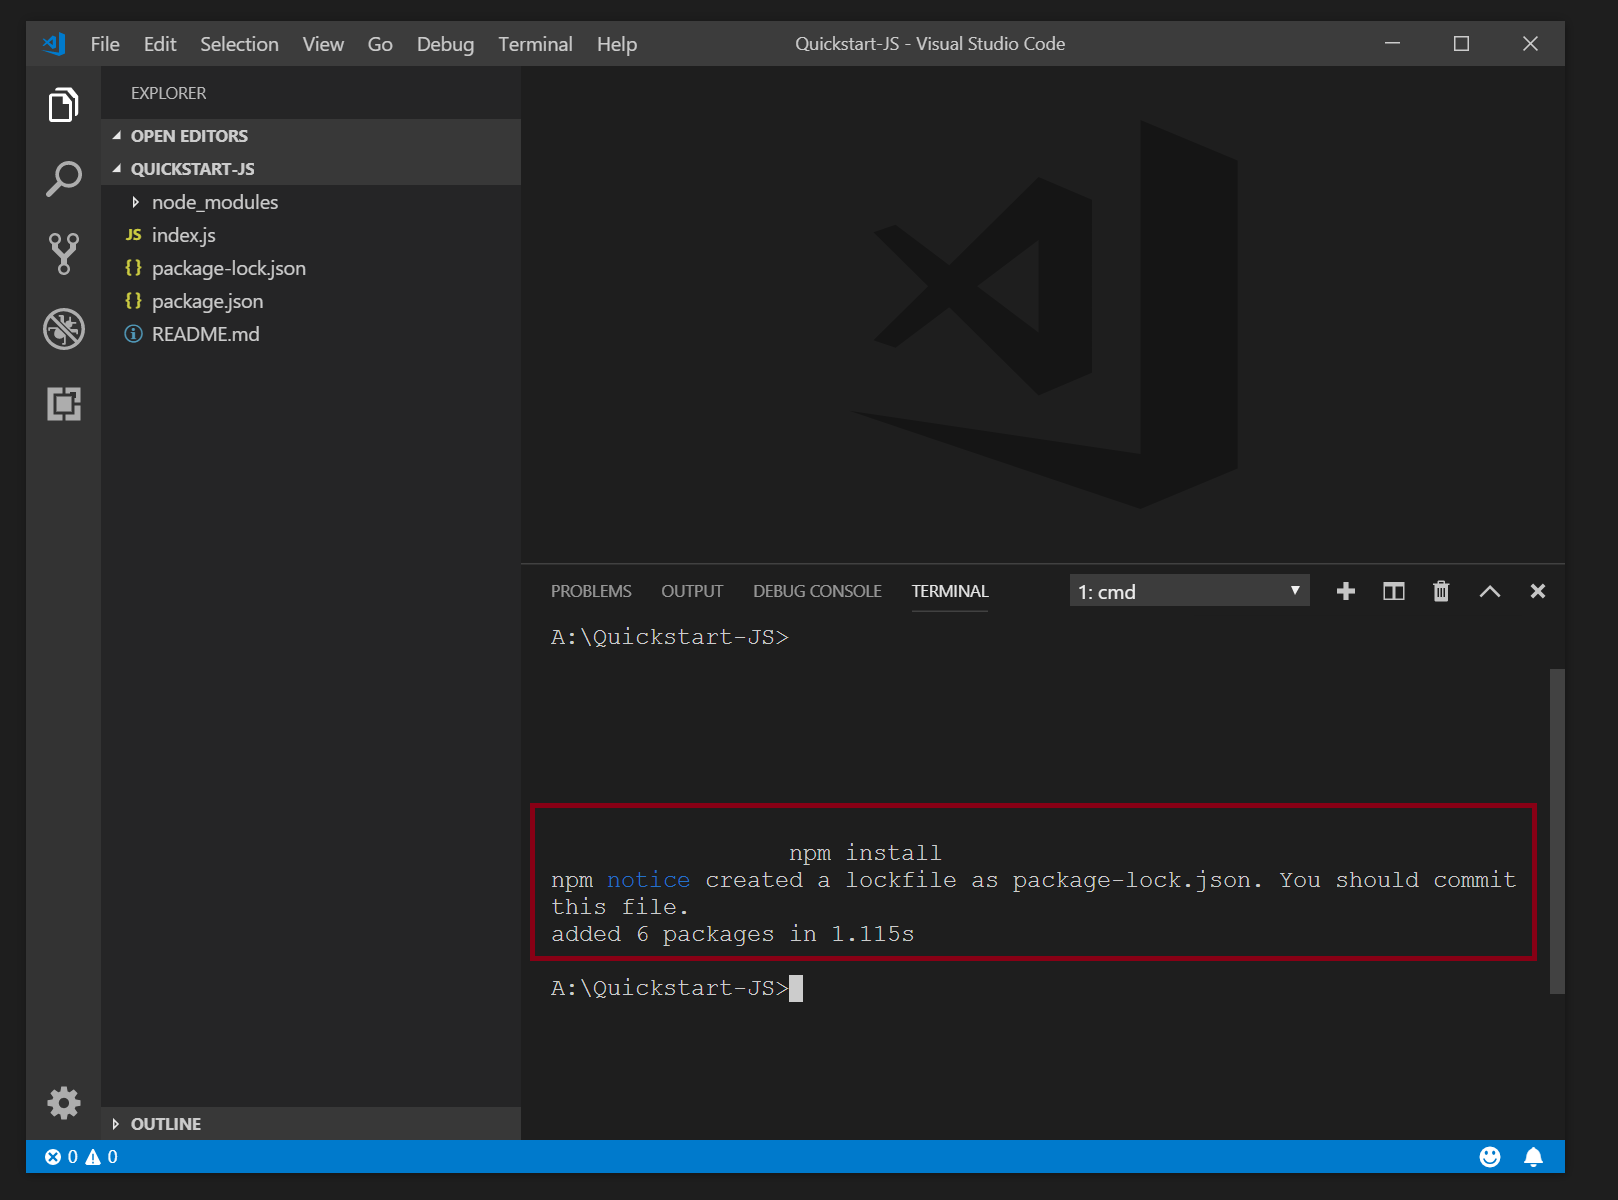 File Edit Selection View Go Debug Terminal Help Quickstart-JS - Visual Studio Code
EXPLORER
OPEN EDITORS
QUICKSTART-JS
node_modules
JS index.js
{} package-lock.json
{} package.json
README.md
OUTLINE
PROBLEMS OUTPUT DEBUG CONSOLE TERMINAL 1: cmd
A:\Quickstart-JS>
npm install
npm notice created a lockfile as package-lock.json. You should commit
this file.
added 6 packages in 1.115s
A:\Quickstart-JS>
0 0